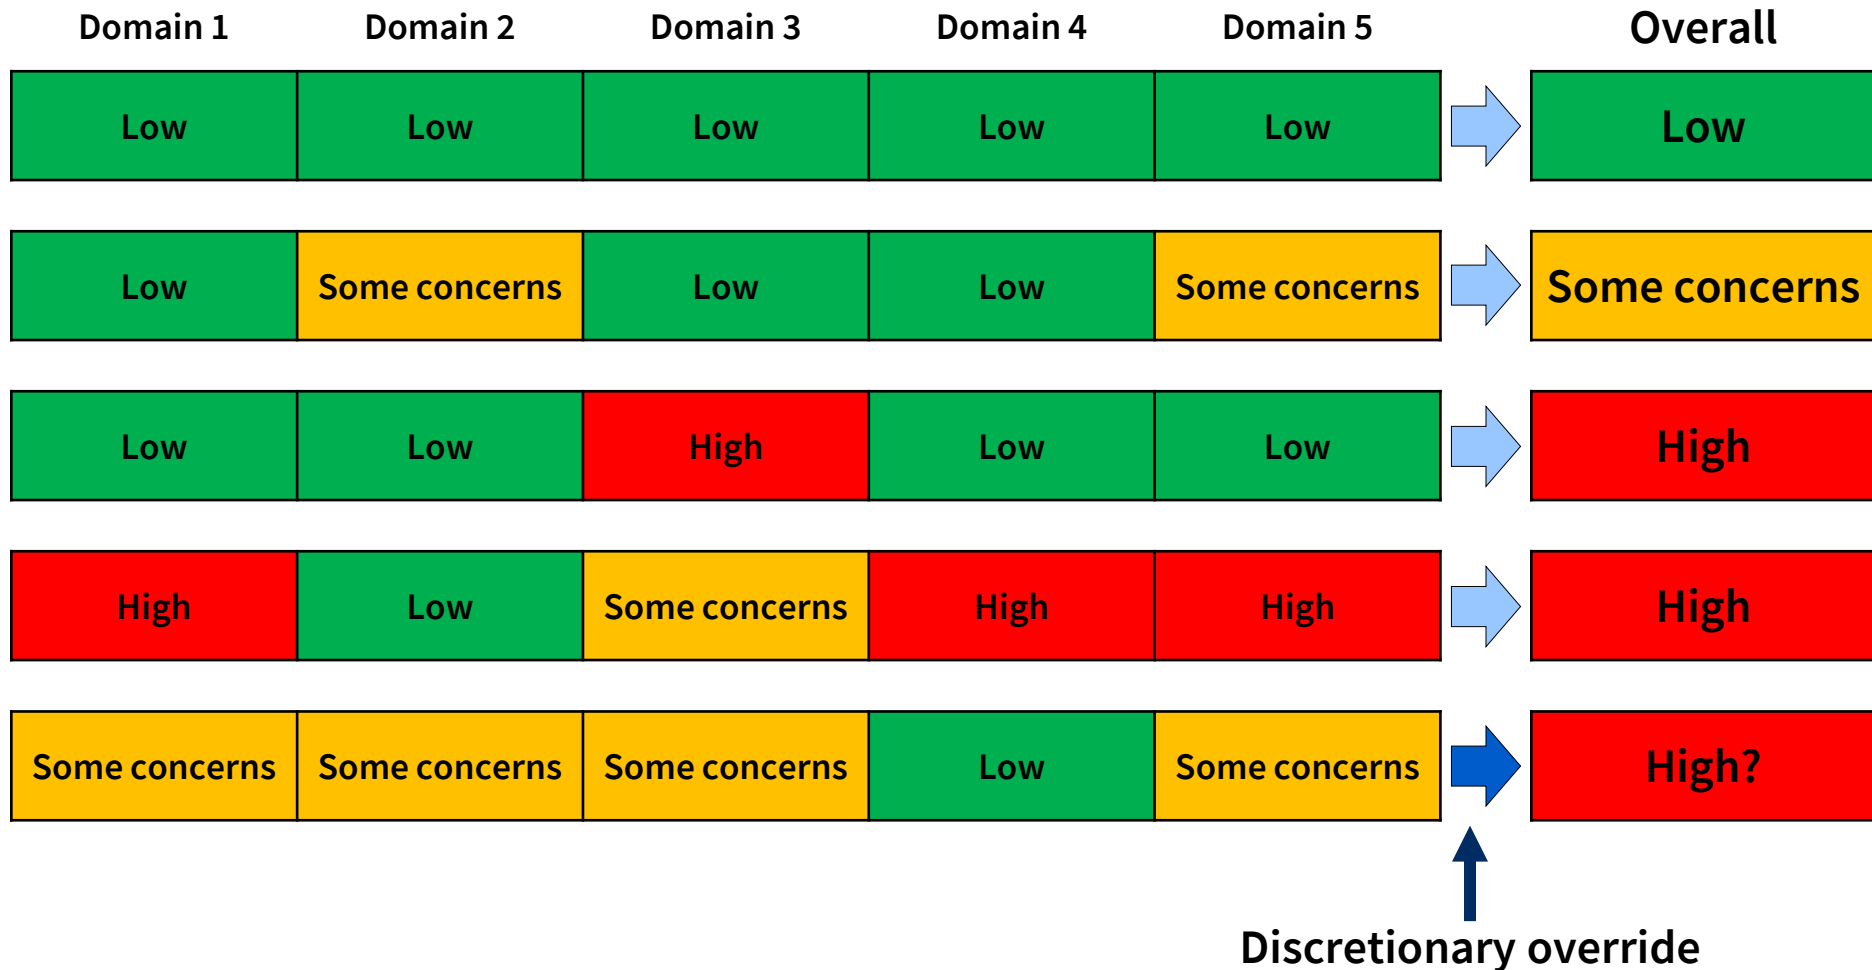 Domain 1 Domain 2 Domain 3 Domain 4 Domain 5 Overall
Low Low Low Low Low Low
Low Some concerns Low Low Some concerns Some concerns
Low Low High Low Low High
High Low Some concerns High High High
Some concerns Some concerns Some concerns Low Some concerns High?
Discretionary override